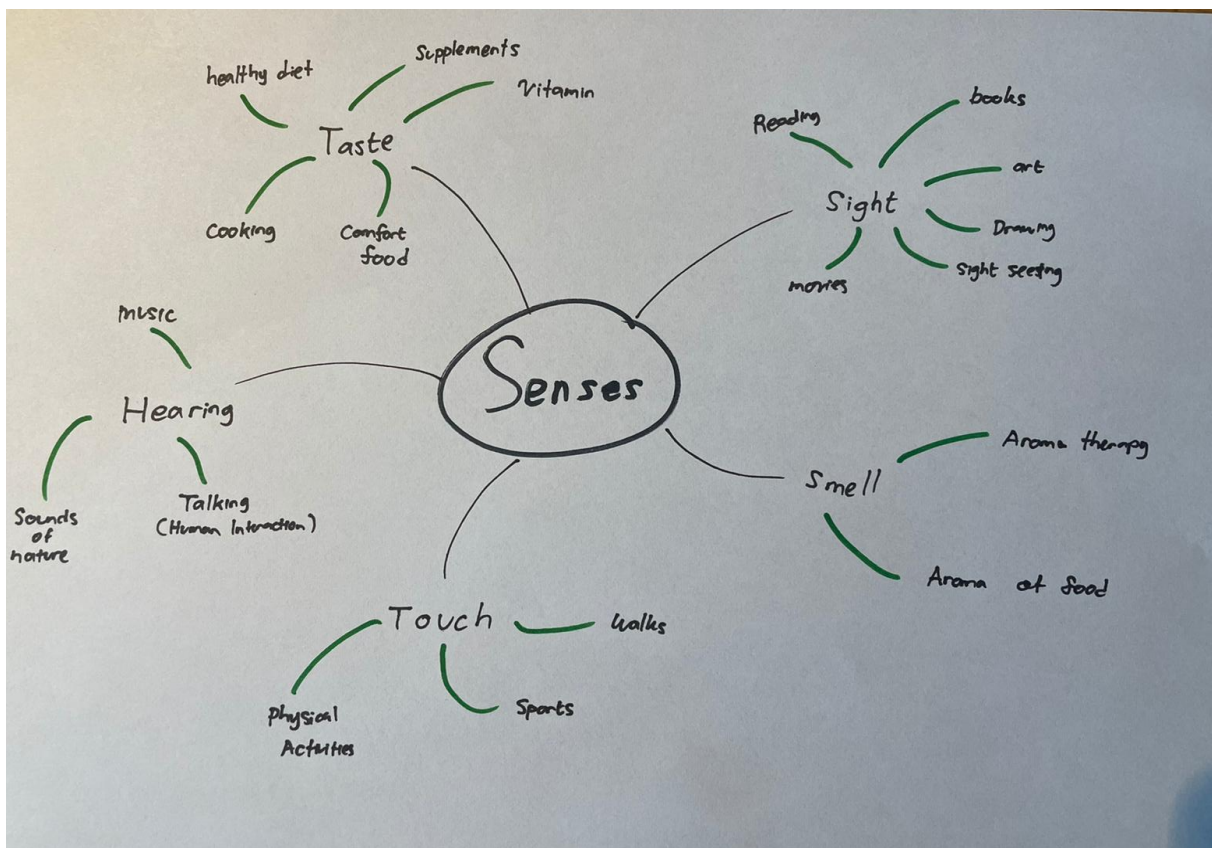 Senses
Taste
healthy diet
Supplements
Vitamin
Cooking
Comfort
food
Sight
Reading
books
art
Drawing
Sight seeing
movies
Smell
Aroma therapy
Aroma of food
Touch
Walks
Sports
Physical
Activities
Hearing
music
Talking
(Human Interaction)
Sounds
of
nature